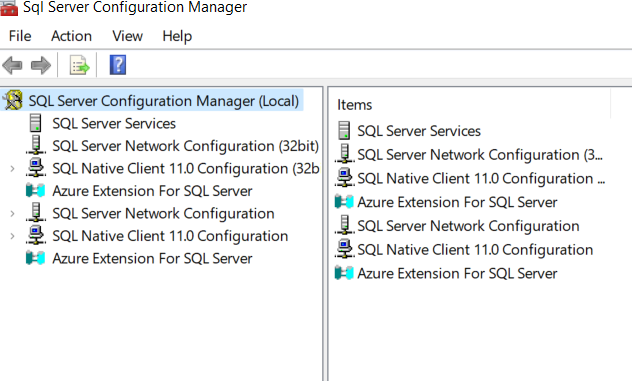 Sql Server Configuration Manager
File Action View Help
SQL Server Configuration Manager (Local)
SQL Server Services
SQL Server Network Configuration (32bit)
SQL Native Client 11.0 Configuration (32b
Azure Extension For SQL Server
SQL Server Network Configuration
SQL Native Client 11.0 Configuration
Azure Extension For SQL Server
Items
SQL Server Services
SQL Server Network Configuration (3...
SQL Native Client 11.0 Configuration ...
Azure Extension For SQL Server
SQL Server Network Configuration
SQL Native Client 11.0 Configuration
Azure Extension For SQL Server